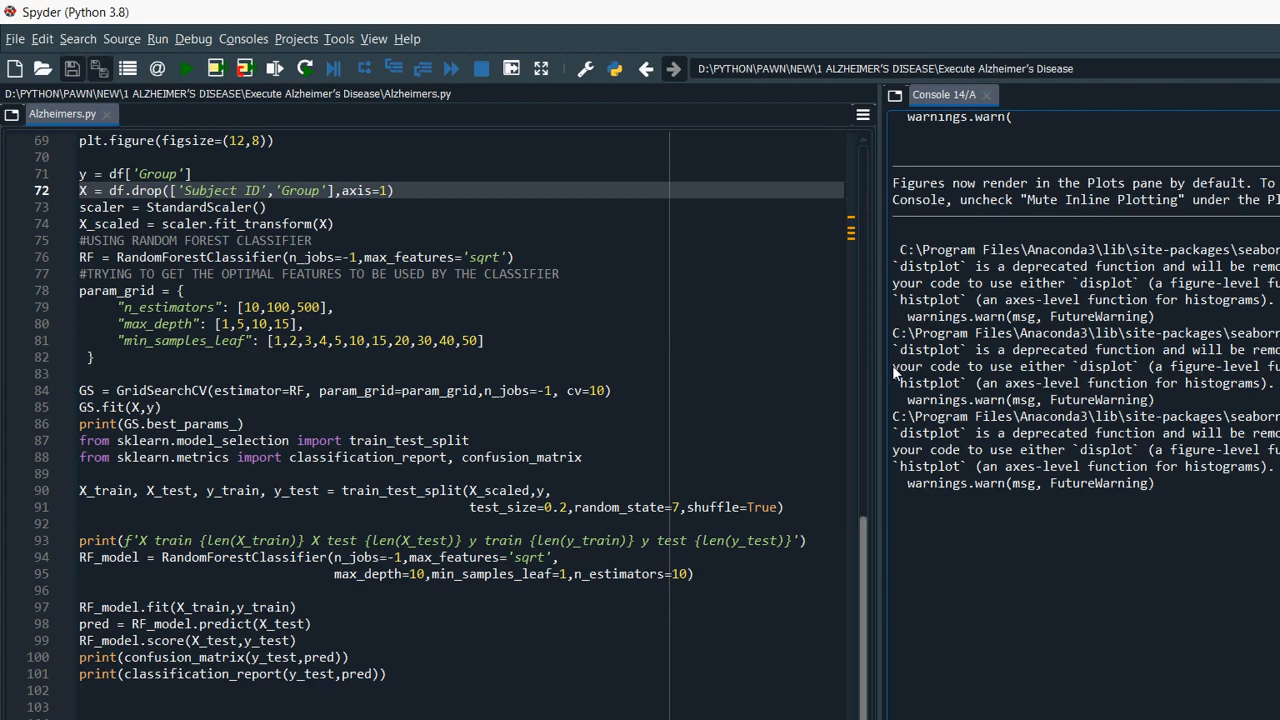 Spyder (Python 3.8)
File Edit Search Source Run Debug Consoles Projects Tools View Help
D:\PYTHON\PAWN\NEW\1 ALZHEIMER'S DISEASE\Execute Alzheimer's Disease
D:\PYTHON\PAWN\NEW\1 ALZHEIMER'S DISEASE\Execute Alzheimer's Disease\Alzheimers.py
Alzheimers.py
69 plt.figure(figsize=(12,8))
70
71 y = df['Group']
72 X = df.drop(['Subject ID','Group'],axis=1)
73 scaler = StandardScaler()
74 X_scaled = scaler.fit_transform(X)
75 #USING RANDOM FOREST CLASSIFIER
76 RF = RandomForestClassifier(n_jobs=-1,max_features='sqrt')
77 #TRYING TO GET THE OPTIMAL FEATURES TO BE USED BY THE CLASSIFIER
78 param_grid = {
79 "n_estimators": [10,100,500],
80 "max_depth": [1,5,10,15],
81 "min_samples_leaf": [1,2,3,4,5,10,15,20,30,40,50]
82 }
83
84 GS = GridSearchCV(estimator=RF, param_grid=param_grid,n_jobs=-1, cv=10)
85 GS.fit(X,y)
86 print(GS.best_params_)
87 from sklearn.model_selection import train_test_split
88 from sklearn.metrics import classification_report, confusion_matrix
89
90 X_train, X_test, y_train, y_test = train_test_split(X_scaled,y,
91 test_size=0.2,random_state=7,shuffle=True)
92
93 print(f'X train {len(X_train)} X test {len(X_test)} y train {len(y_train)} y test {len(y_test)}')
94 RF_model = RandomForestClassifier(n_jobs=-1,max_features='sqrt',
95 max_depth=10,min_samples_leaf=1,n_estimators=10)
96
97 RF_model.fit(X_train,y_train)
98 pred = RF_model.predict(X_test)
99 RF_model.score(X_test,y_test)
100 print(confusion_matrix(y_test,pred))
101 print(classification_report(y_test,pred))
102
103
Console 14/A
warnings.warn(
Figures now render in the Plots pane by default. To
Console, uncheck "Mute Inline Plotting" under the Pl
C:\Program Files\Anaconda3\lib\site-packages\seaborn
`distplot` is a deprecated function and will be remo
your code to use either `displot` (a figure-level fu
`histplot` (an axes-level function for histograms).
warnings.warn(msg, FutureWarning)
C:\Program Files\Anaconda3\lib\site-packages\seaborn
`distplot` is a deprecated function and will be remo
your code to use either `displot` (a figure-level fu
`histplot` (an axes-level function for histograms).
warnings.warn(msg, FutureWarning)
C:\Program Files\Anaconda3\lib\site-packages\seaborn
`distplot` is a deprecated function and will be remo
your code to use either `displot` (a figure-level fu
`histplot` (an axes-level function for histograms).
warnings.warn(msg, FutureWarning)